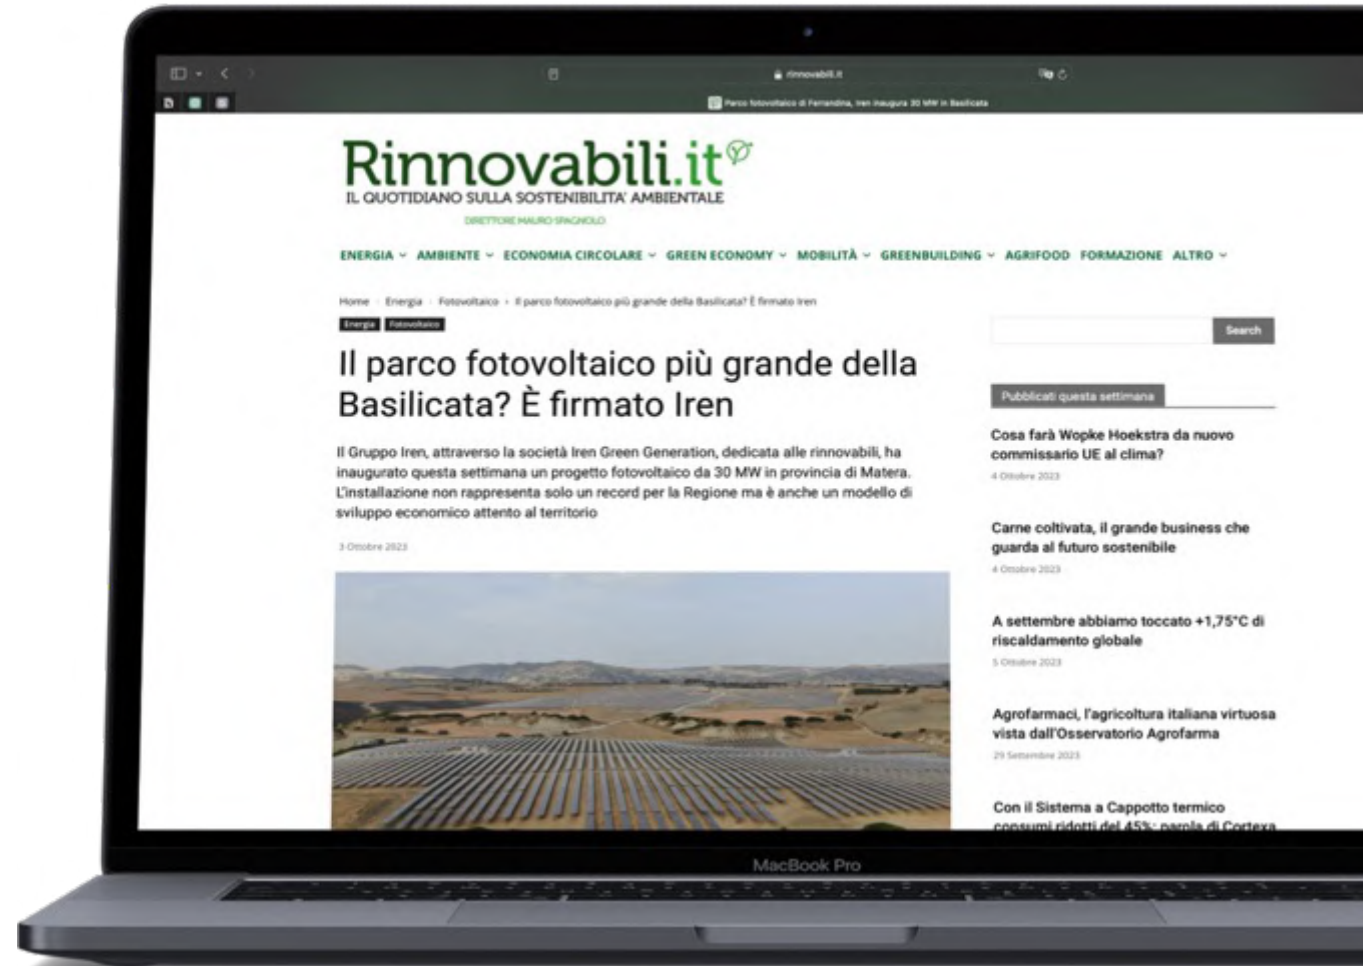 rinnovabili.it
Parco fotovoltaico di Ferrandina, Iren inaugura 30 MW in Basilicata
Rinnovabili.it
IL QUOTIDIANO SULLA SOSTENIBILITA' AMBIENTALE
DIRETTORE MAURO SPAGNOLO
ENERGIA AMBIENTE ECONOMIA CIRCOLARE GREEN ECONOMY MOBILITÀ GREENBUILDING AGRIFOOD FORMAZIONE ALTRO
Home Energia Fotovoltaico Il parco fotovoltaico più grande della Basilicata? È firmato Iren
Energia Fotovoltaico
Il parco fotovoltaico più grande della
Basilicata? È firmato Iren
Il Gruppo Iren, attraverso la società Iren Green Generation, dedicata alle rinnovabili, ha
inaugurato questa settimana un progetto fotovoltaico da 30 MW in provincia di Matera.
L'installazione non rappresenta solo un record per la Regione ma è anche un modello di
sviluppo economico attento al territorio
3 Ottobre 2023
Search
Pubblicati questa settimana
Cosa farà Wopke Hoekstra da nuovo
commissario UE al clima?
4 Ottobre 2023
Carne coltivata, il grande business che
guarda al futuro sostenibile
4 Ottobre 2023
A settembre abbiamo toccato +1,75°C di
riscaldamento globale
5 Ottobre 2023
Agrofarmaci, l'agricoltura italiana virtuosa
vista dall'Osservatorio Agrofarma
29 Settembre 2023
Con il Sistema a Cappotto termico
consumi ridotti del 45%: parola di Cortexa
MacBook Pro